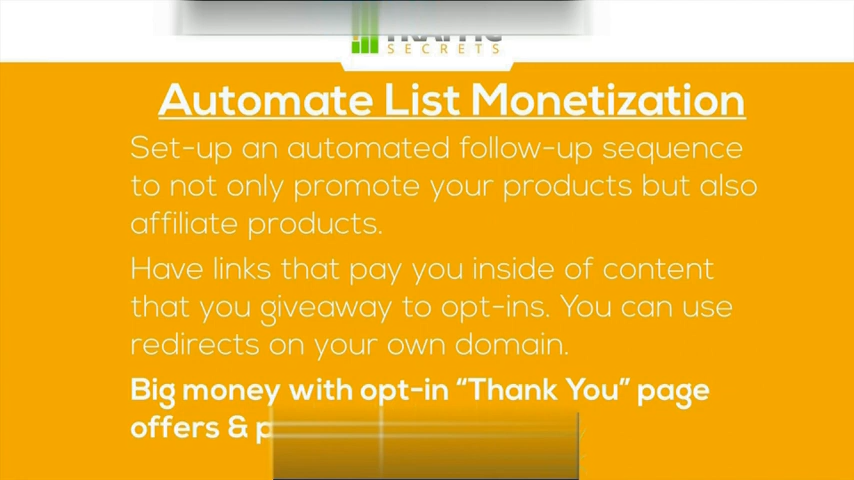 SECRETS
Automate List Monetization
Set-up an automated follow-up sequence
to not only promote your products but also
affiliate products.
Have links that pay you inside of content
that you giveaway to opt-ins. You can use
redirects on your own domain.
Big money with opt-in “Thank You” page
offers &